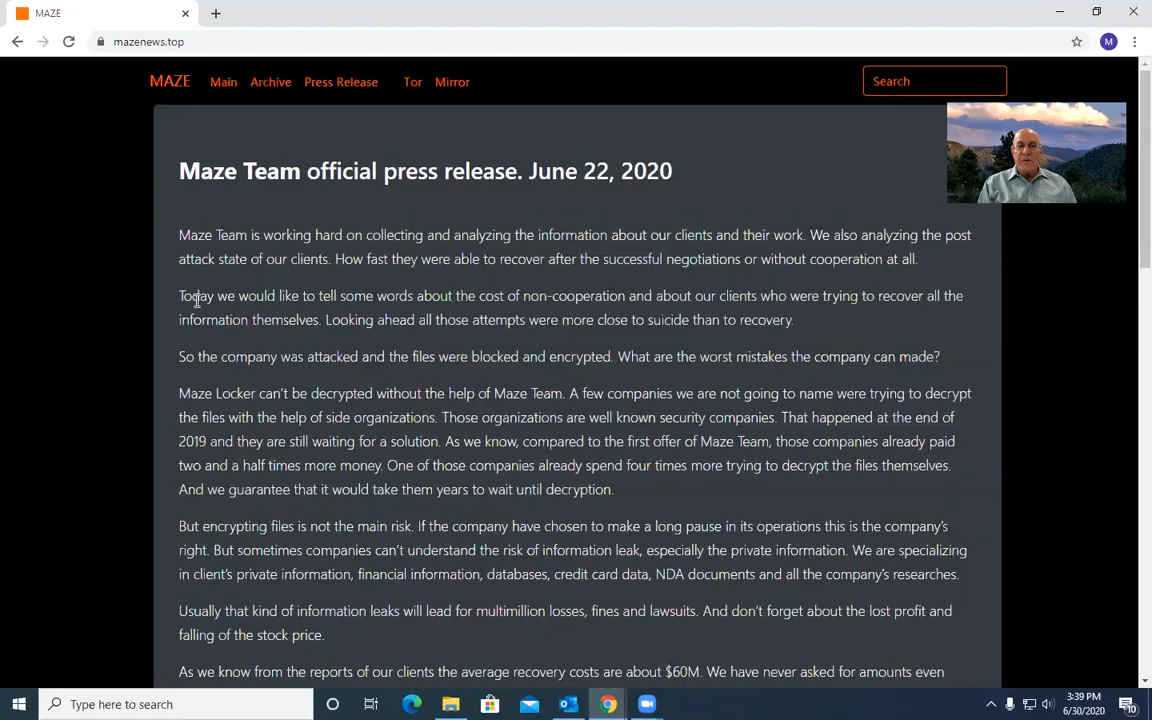 MAZE
mazenews.top
M
MAZE Main Archive Press Release Tor Mirror Search
Maze Team official press release. June 22, 2020
Maze Team is working hard on collecting and analyzing the information about our clients and their work. We also analyzing the post
attack state of our clients. How fast they were able to recover after the successful negotiations or without cooperation at all.
Today we would like to tell some words about the cost of non-cooperation and about our clients who were trying to recover all the
information themselves. Looking ahead all those attempts were more close to suicide than to recovery.
So the company was attacked and the files were blocked and encrypted. What are the worst mistakes the company can made?
Maze Locker can’t be decrypted without the help of Maze Team. A few companies we are not going to name were trying to decrypt
the files with the help of side organizations. Those organizations are well known security companies. That happened at the end of
2019 and they are still waiting for a solution. As we know, compared to the first offer of Maze Team, those companies already paid
two and a half times more money. One of those companies already spend four times more trying to decrypt the files themselves.
And we guarantee that it would take them years to wait until decryption.
But encrypting files is not the main risk. If the company have chosen to make a long pause in its operations this is the company’s
right. But sometimes companies can’t understand the risk of information leak, especially the private information. We are specializing
in client’s private information, financial information, databases, credit card data, NDA documents and all the company’s researches.
Usually that kind of information leaks will lead for multimillion losses, fines and lawsuits. And don’t forget about the lost profit and
falling of the stock price.
As we know from the reports of our clients the average recovery costs are about $60M. We have never asked for amounts even
Type here to search
3:39 PM
6/30/2020
10